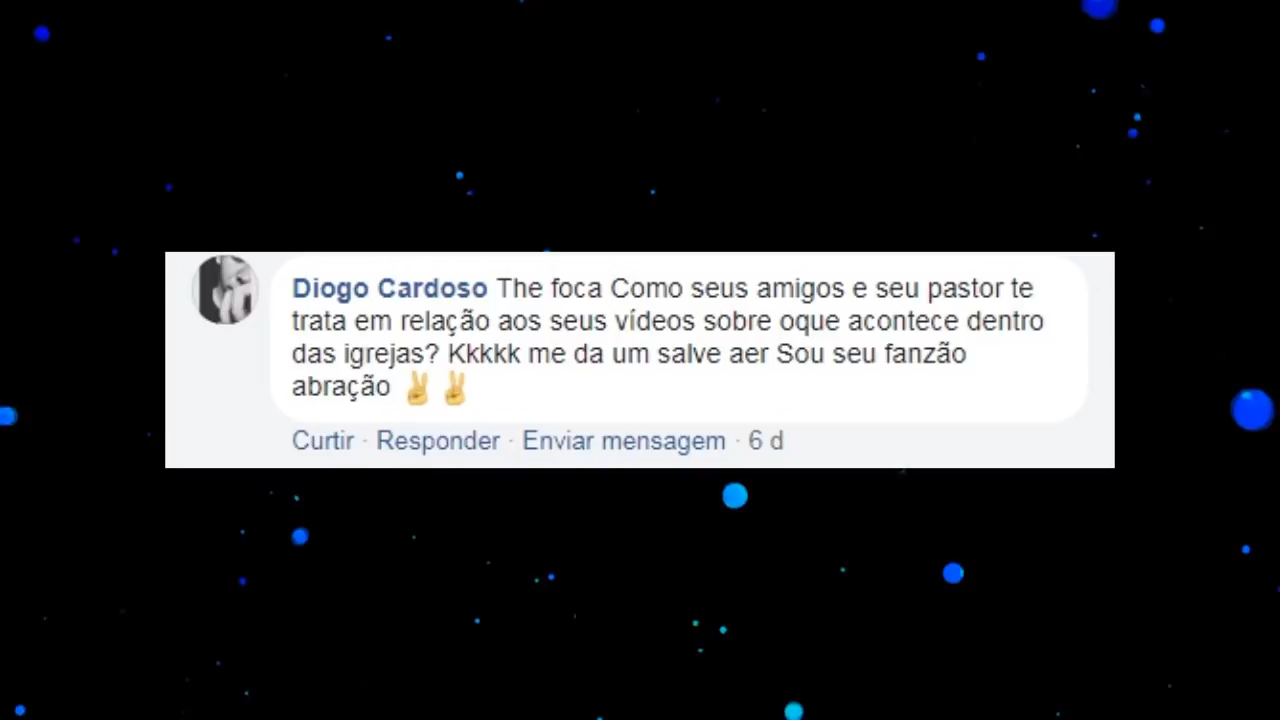 Diogo Cardoso The foca Como seus amigos e seu pastor te
trata em relação aos seus vídeos sobre oque acontece dentro
das igrejas? Kkkkk me da um salve aer Sou seu fanzão
abração ✌️ ✌️
Curtir · Responder · Enviar mensagem · 6 d